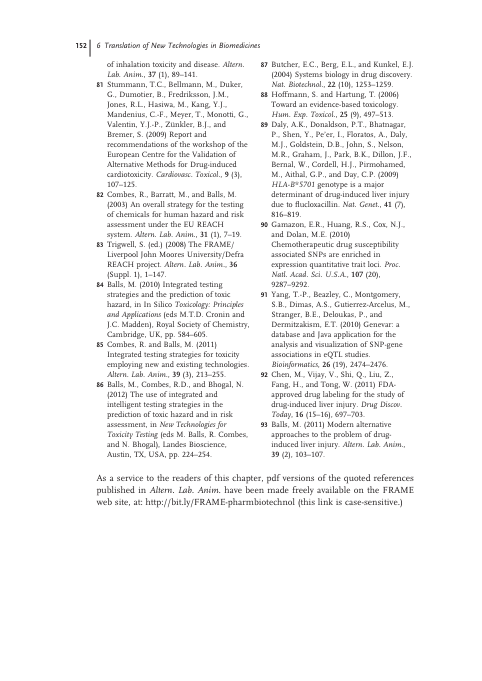 152 6 Translation of New Technologies in Biomedicines
of inhalation toxicity and disease. Altern.
Lab. Anim., 37 (1), 89–141.
81 Stummann, T.C., Bellmann, M., Duker,
G., Dumotier, B., Fredriksson, J.M.,
Jones, R.L., Hasiwa, M., Kang, Y.J.,
Mandenius, C.-F., Meyer, T., Monotti, G.,
Valentin, Y.J.-P., Zünkler, B.J., and
Bremer, S. (2009) Report and
recommendations of the workshop of the
European Centre for the Validation of
Alternative Methods for Drug-induced
cardiotoxicity. Cardiovasc. Toxicol., 9 (3),
107–125.
82 Combes, R., Barratt, M., and Balls, M.
(2003) An overall strategy for the testing
of chemicals for human hazard and risk
assessment under the EU REACH
system. Altern. Lab. Anim., 31 (1), 7–19.
83 Trigwell, S. (ed.) (2008) The FRAME/
Liverpool John Moores University/Defra
REACH project. Altern. Lab. Anim., 36
(Suppl. 1), 1–147.
84 Balls, M. (2010) Integrated testing
strategies and the prediction of toxic
hazard, in In Silico Toxicology: Principles
and Applications (eds M.T.D. Cronin and
J.C. Madden), Royal Society of Chemistry,
Cambridge, UK, pp. 584–605.
85 Combes, R. and Balls, M. (2011)
Integrated testing strategies for toxicity
employing new and existing technologies.
Altern. Lab. Anim., 39 (3), 213–255.
86 Balls, M., Combes, R.D., and Bhogal, N.
(2012) The use of integrated and
intelligent testing strategies in the
prediction of toxic hazard and in risk
assessment, in New Technologies for
Toxicity Testing (eds M. Balls, R. Combes,
and N. Bhogal), Landes Bioscience,
Austin, TX, USA, pp. 224–254.
87 Butcher, E.C., Berg, E.L., and Kunkel, E.J.
(2004) Systems biology in drug discovery.
Nat. Biotechnol., 22 (10), 1253–1259.
88 Hoffmann, S. and Hartung, T. (2006)
Toward an evidence-based toxicology.
Hum. Exp. Toxicol., 25 (9), 497–513.
89 Daly, A.K., Donaldson, P.T., Bhatnagar,
P., Shen, Y., Pe'er, I., Floratos, A., Daly,
M.J., Goldstein, D.B., John, S., Nelson,
M.R., Graham, J., Park, B.K., Dillon, J.F.,
Bernal, W., Cordell, H.J., Pirmohamed,
M., Aithal, G.P., and Day, C.P. (2009)
HLA-B*5701 genotype is a major
determinant of drug-induced liver injury
due to flucloxacillin. Nat. Genet., 41 (7),
816–819.
90 Gamazon, E.R., Huang, R.S., Cox, N.J.,
and Dolan, M.E. (2010)
Chemotherapeutic drug susceptibility
associated SNPs are enriched in
expression quantitative trait loci. Proc.
Natl. Acad. Sci. U.S.A., 107 (20),
9287–9292.
91 Yang, T.-P., Beazley, C., Montgomery,
S.B., Dimas, A.S., Gutierrez-Arcelus, M.,
Stranger, B.E., Deloukas, P., and
Dermitzakism, E.T. (2010) Genevar: a
database and Java application for the
analysis and visualization of SNP-gene
associations in eQTL studies.
Bioinformatics, 26 (19), 2474–2476.
92 Chen, M., Vijay, V., Shi, Q., Liu, Z.,
Fang, H., and Tong, W. (2011) FDA-
approved drug labeling for the study of
drug-induced liver injury. Drug Discov.
Today, 16 (15–16), 697–703.
93 Balls, M. (2011) Modern alternative
approaches to the problem of drug-
induced liver injury. Altern. Lab. Anim.,
39 (2), 103–107.
As a service to the readers of this chapter, pdf versions of the quoted references
published in Altern. Lab. Anim. have been made freely available on the FRAME
web site, at: http://bit.ly/FRAME-pharmbiotechnol (this link is case-sensitive.)